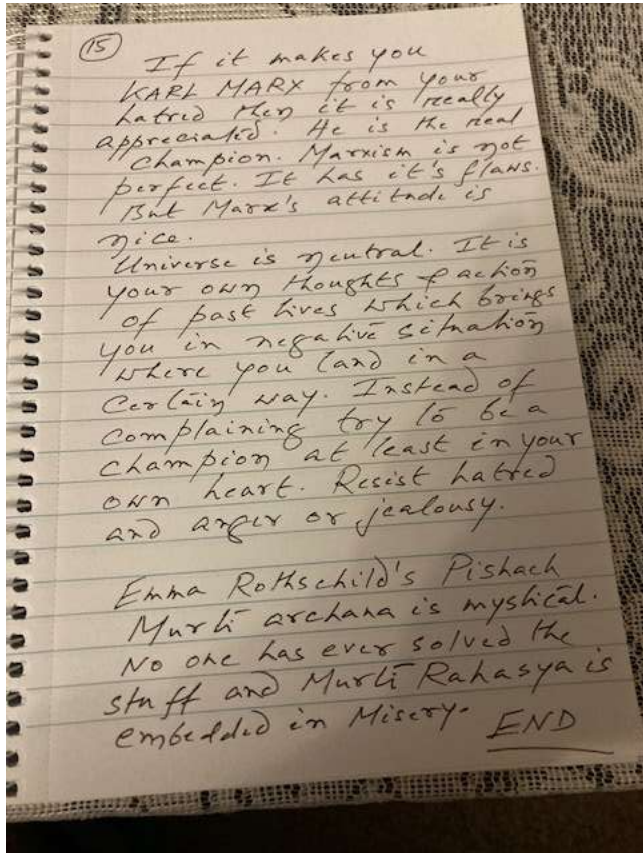 15
If it makes you
KARL MARX from your
hatred then it is really
appreciated. He is the real
champion. Marxism is not
perfect. It has it's flaws.
But Marx's attitude is
nice.
Universe is neutral. It is
your own thoughts & action
of past lives which brings
you in negative situation
where you land in a
certain way. Instead of
complaining try to be a
champion at least in your
own heart. Resist hatred
and anger or jealousy.
Emma Rothschild's Pishach
Murti archana is mystical.
No one has ever solved the
stuff and Murti Rahasya is
embedded in Misery.
END